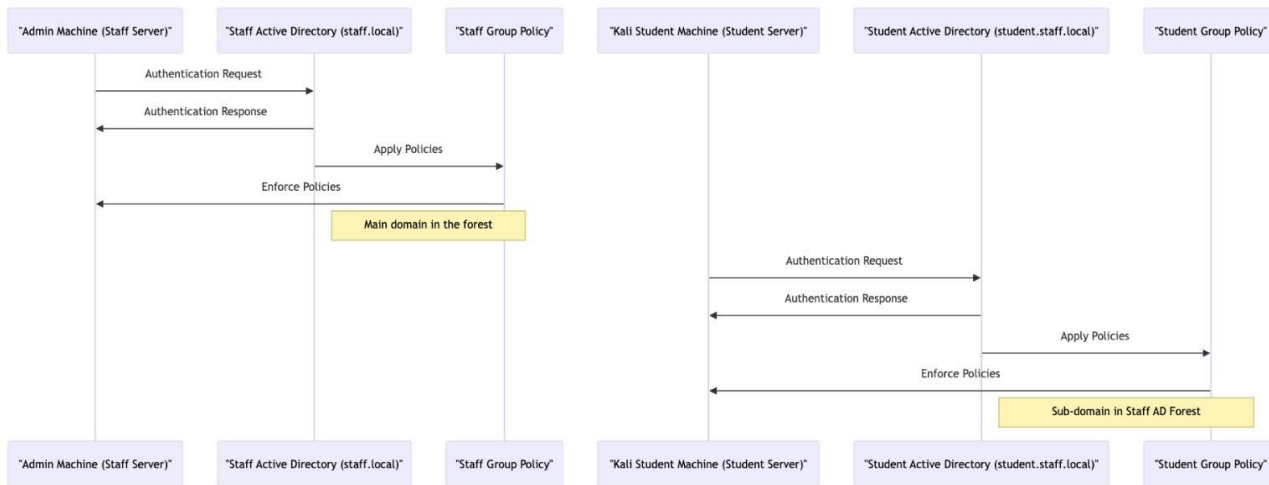 "Admin Machine (Staff Server)"
"Staff Active Directory (staff.local)"
"Staff Group Policy"
"Kali Student Machine (Student Server)"
"Student Active Directory (student.staff.local)"
"Student Group Policy"
Authentication Request
Authentication Response
Apply Policies
Enforce Policies
Main domain in the forest
Authentication Request
Authentication Response
Apply Policies
Enforce Policies
Sub-domain in Staff AD Forest
"Admin Machine (Staff Server)"
"Staff Active Directory (staff.local)"
"Staff Group Policy"
"Kali Student Machine (Student Server)"
"Student Active Directory (student.staff.local)"
"Student Group Policy"